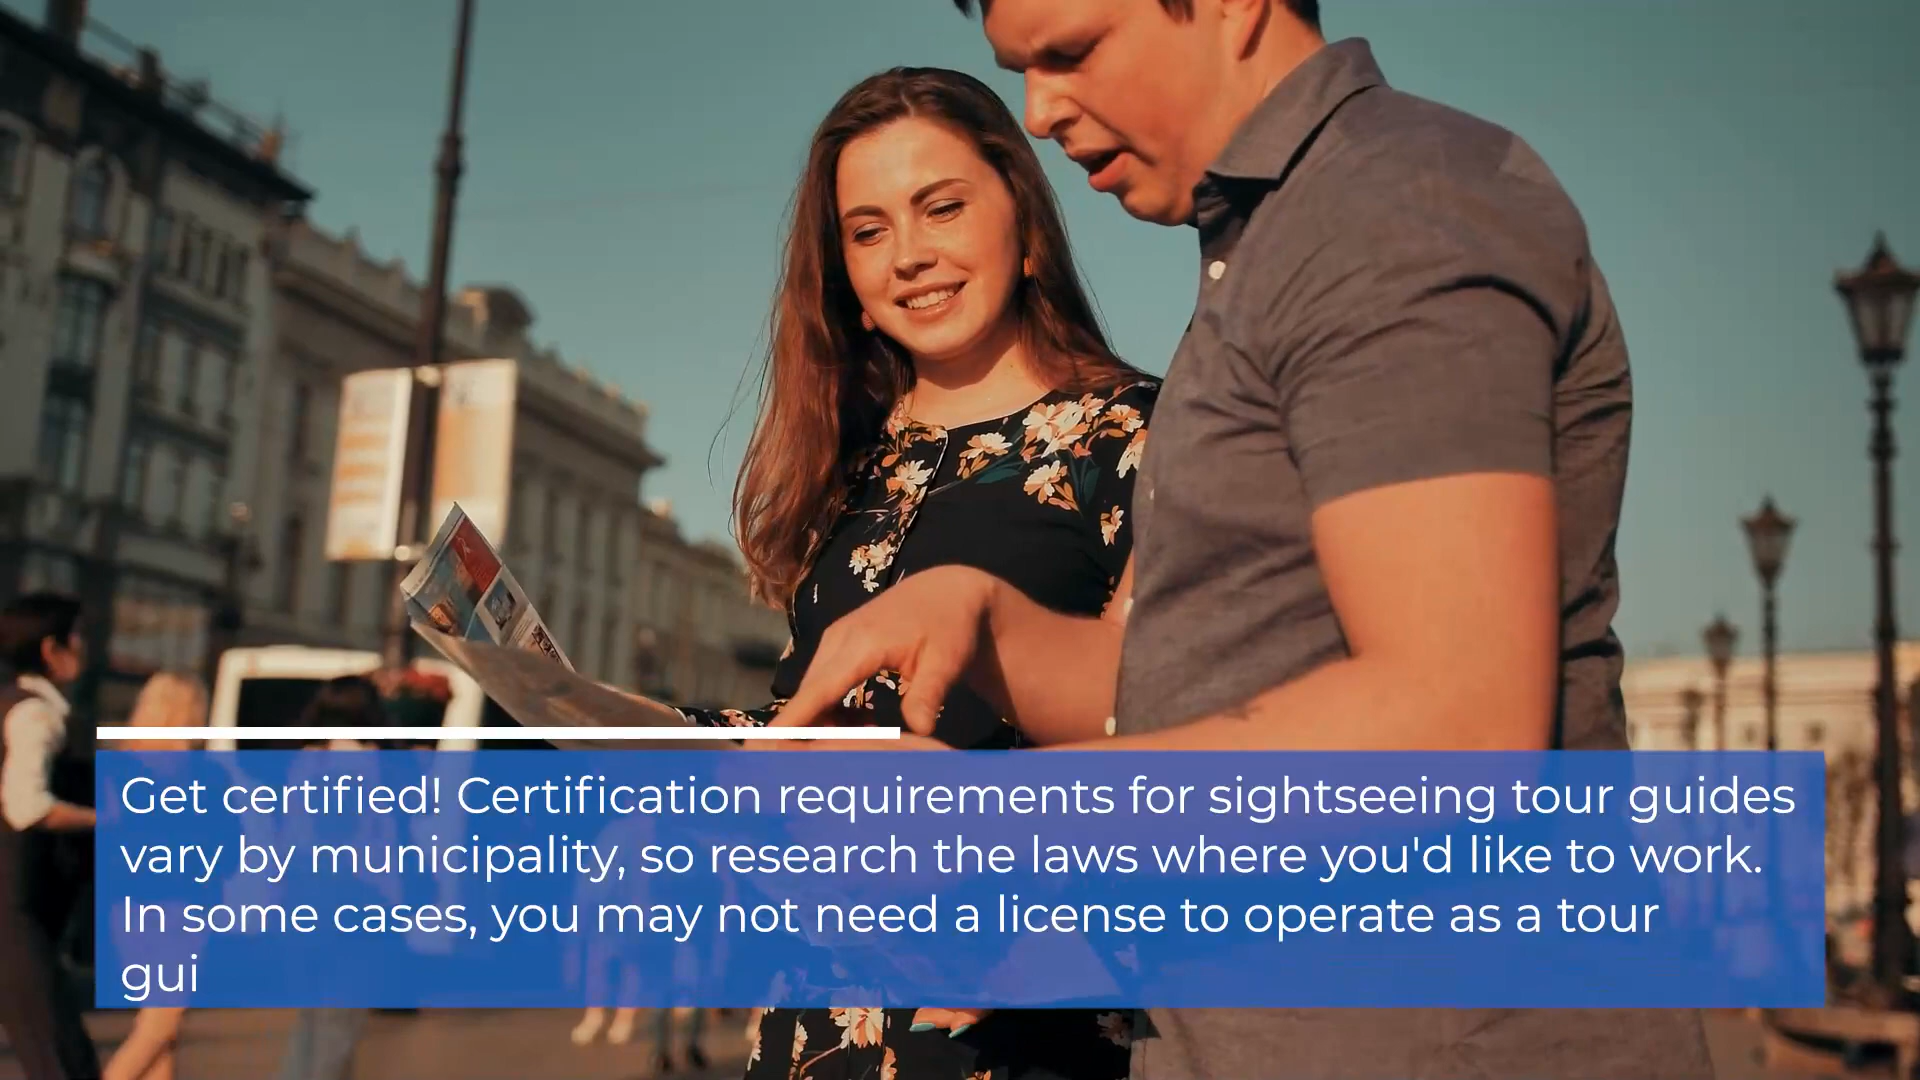 Get certified! Certification requirements for sightseeing tour guides
vary by municipality, so research the laws where you'd like to work.
In some cases, you may not need a license to operate as a tour
gui